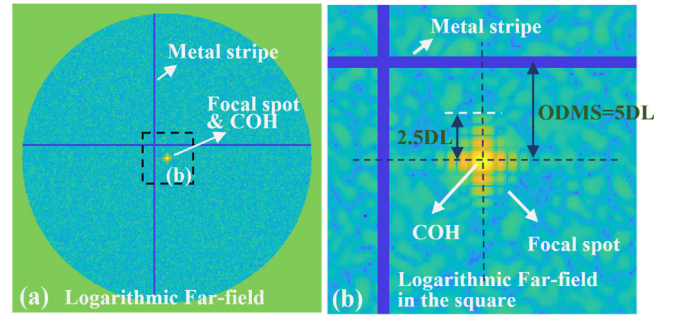 Metal stripe
Focal spot
& COH
(b)
(a)
Logarithmic Far-field
Metal stripe
ODMS=5DL
2.5DL
COH
Focal spot
(b)
Logarithmic Far-field
in the square